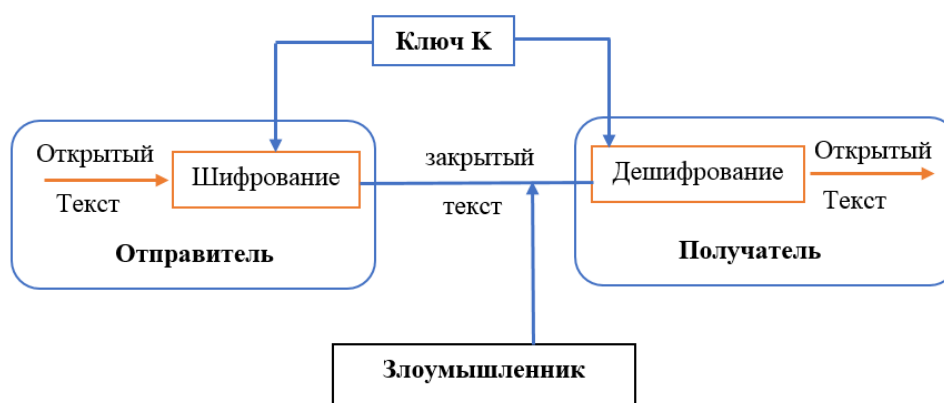 Ключ K
Открытый
Текст
Шифрование
Отправитель
закрытый
текст
Дешифрование
Открытый
Текст
Получатель
Злоумышленник